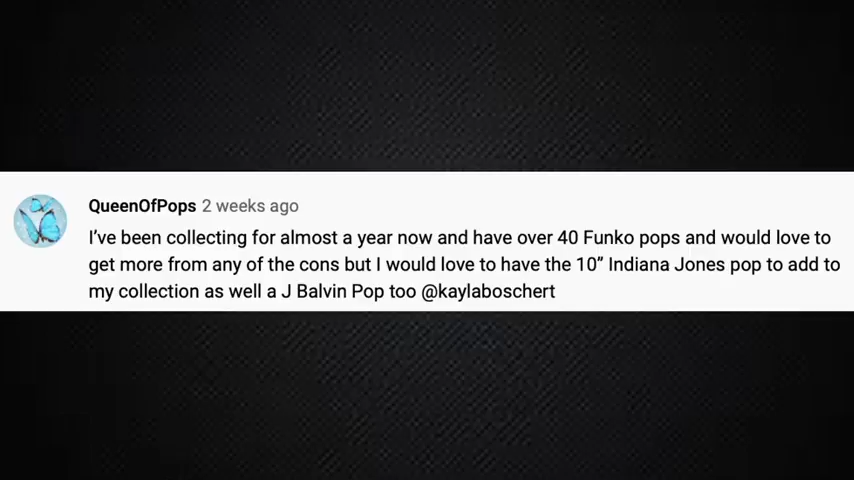 QueenOfPops 2 weeks ago
I’ve been collecting for almost a year now and have over 40 Funko pops and would love to
get more from any of the cons but I would love to have the 10” Indiana Jones pop to add to
my collection as well a J Balvin Pop too @kaylaboschert